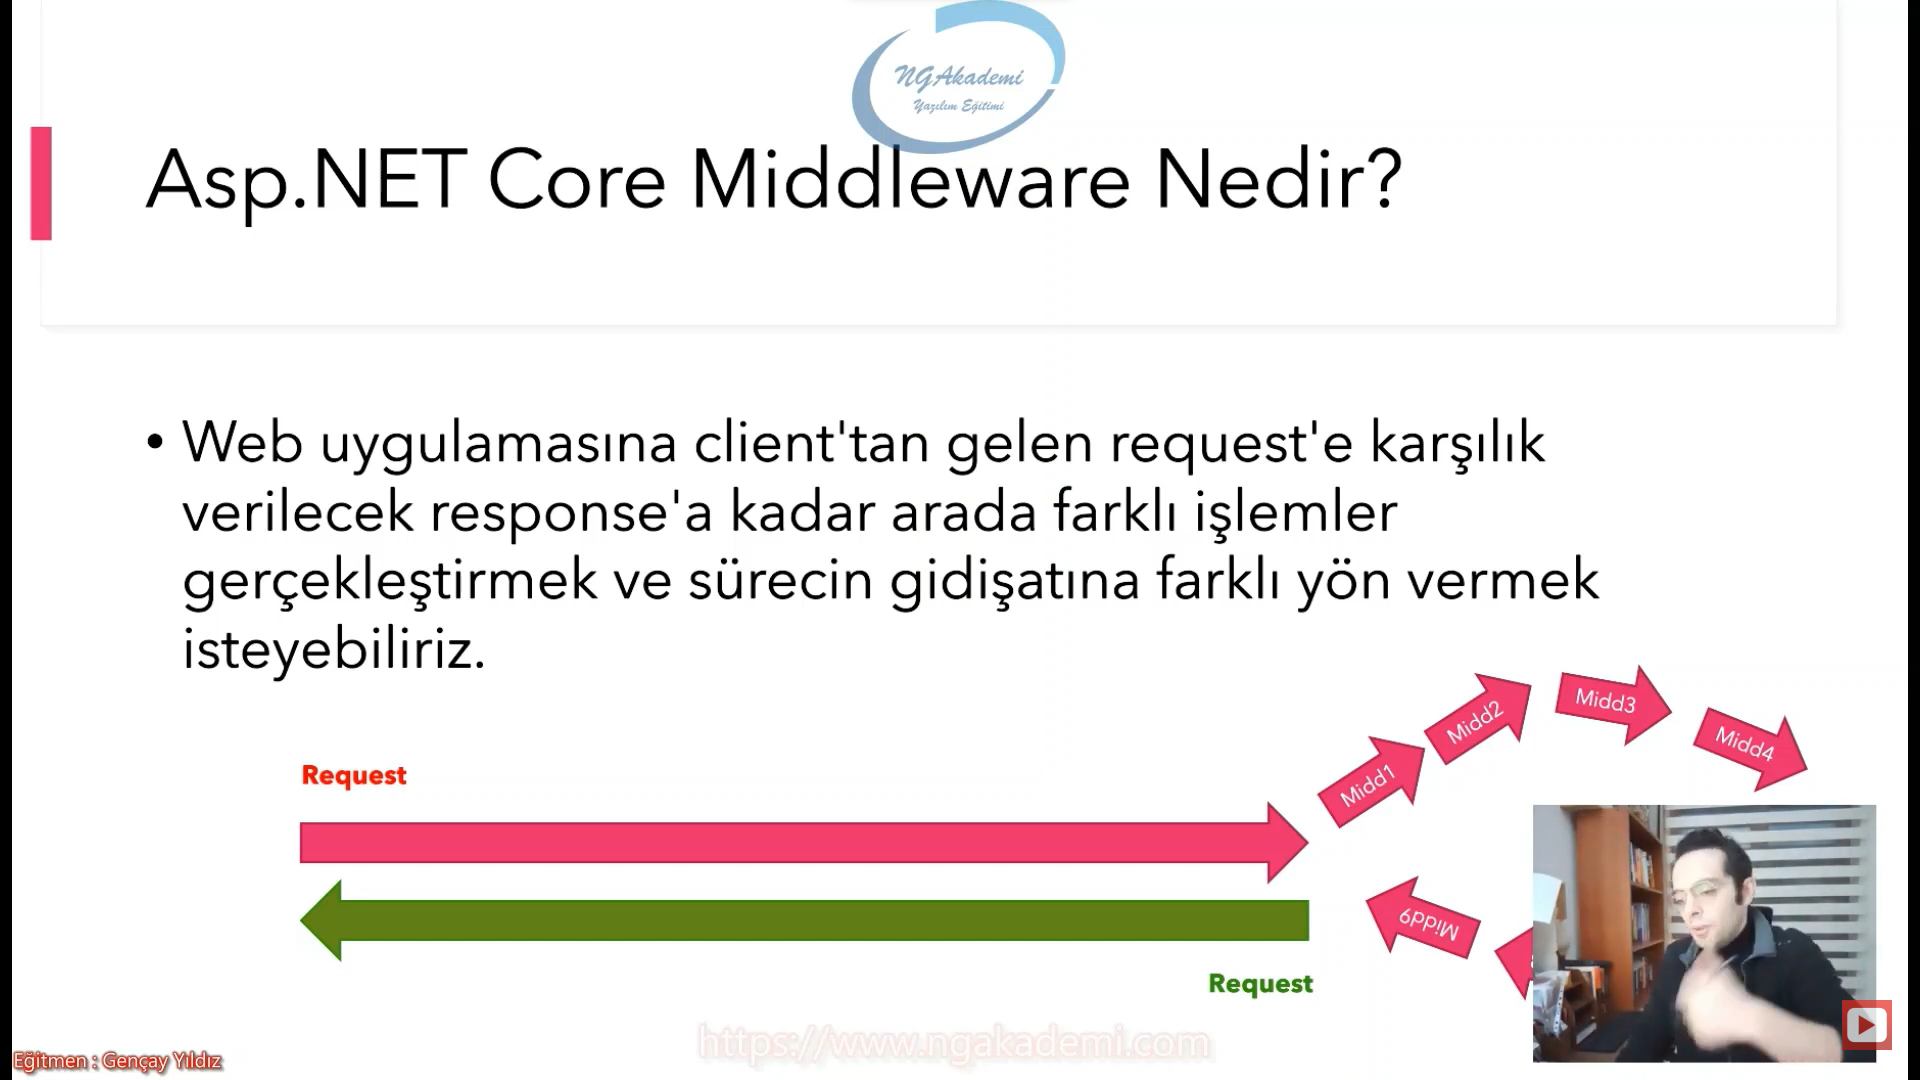 NGAkademi
Yazılım Eğitimi
Asp.NET Core Middleware Nedir?
• Web uygulamasına client'tan gelen request'e karşılık
verilecek response'a kadar arada farklı işlemler
gerçekleştirmek ve sürecin gidişatına farklı yön vermek
isteyebiliriz.
Request
Midd1
Midd2
Midd3
Midd4
Midd9
Request
https://www.ngakademi.com
Eğitmen : Gençay Yıldız